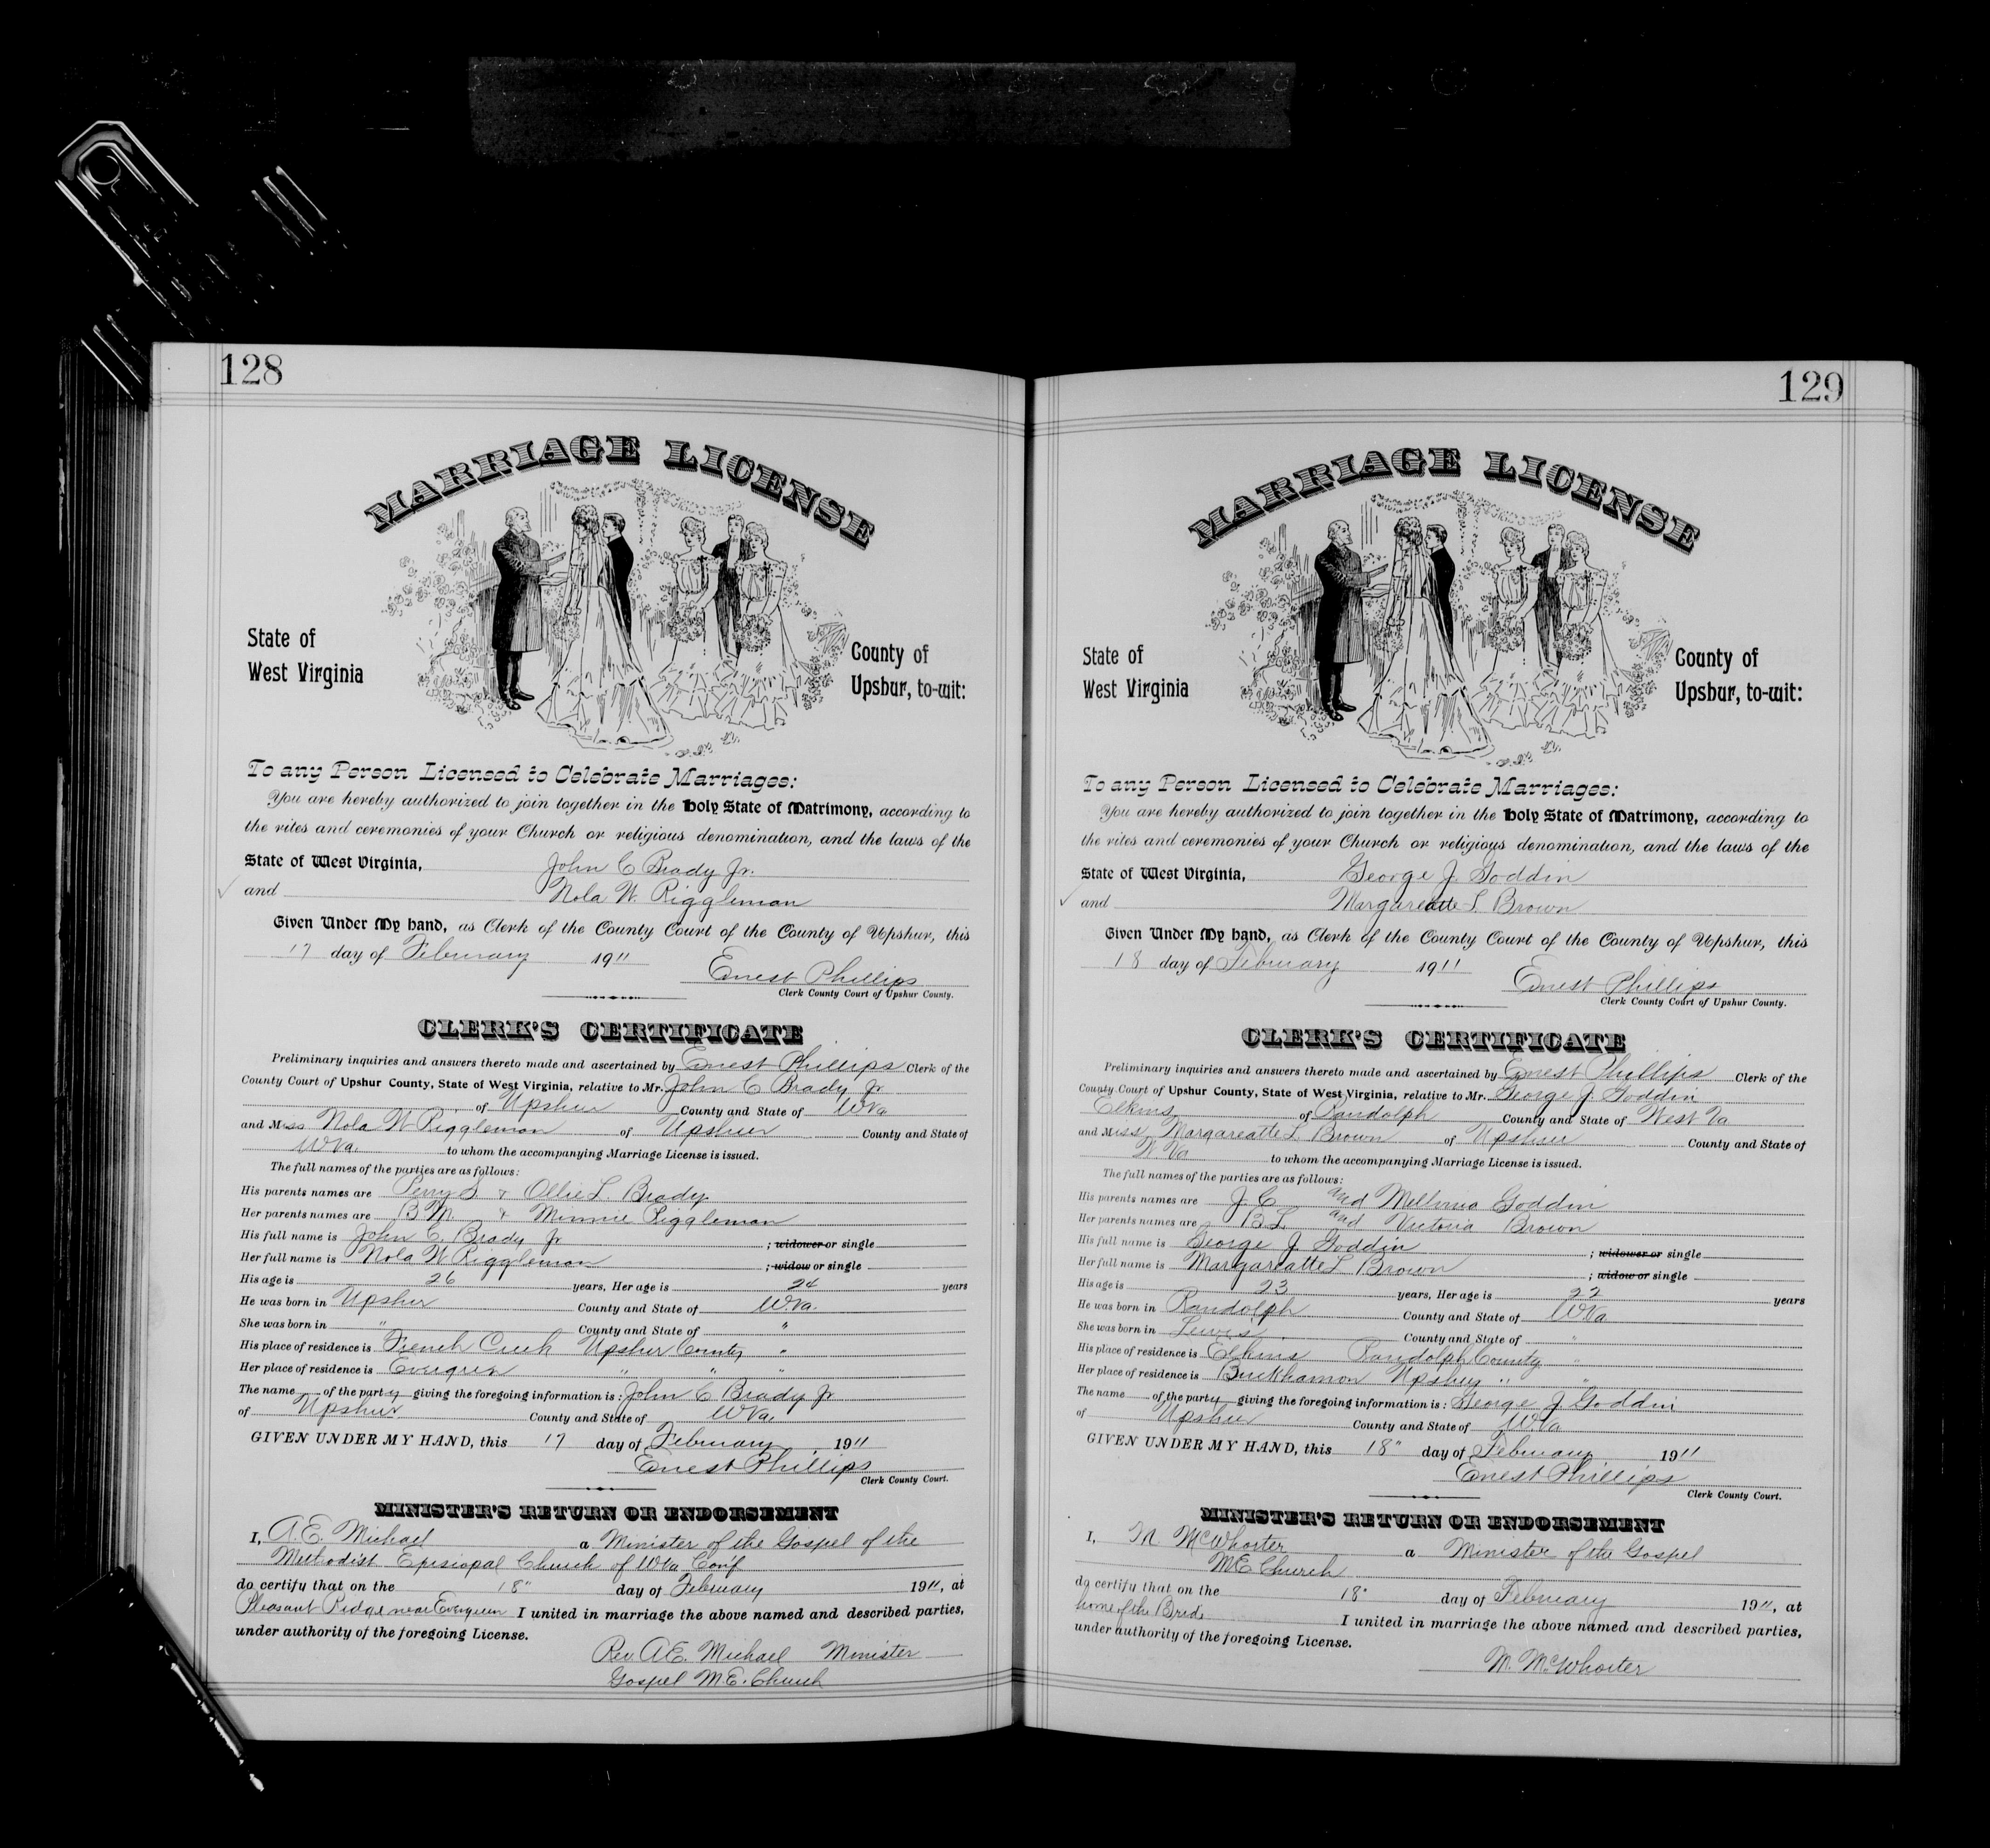 128
MARRIAGE LICENSE
State of
West Virginia
County of
Upshur, to-wit:
To any Person Licensed to Celebrate Marriages:
You are hereby authorized to join together in the Holy State of Matrimony, according to
the rites and ceremonies of your Church or religious denomination, and the laws of the
State of West Virginia, John C Brady Jr.
and Nola W. Riggleman
Given Under My hand, as Clerk of the County Court of the County of Upshur, this
17 day of February 1911
Ernest Phillips
Clerk County Court of Upshur County.
CLERK'S CERTIFICATE
Preliminary inquiries and answers thereto made and ascertained by Ernest Phillips Clerk of the
County Court of Upshur County, State of West Virginia, relative to Mr. John C Brady Jr
of Upshur County and State of WVa
and Miss Nola W Riggleman of Upshur County and State of
WVa. to whom the accompanying Marriage License is issued.
The full names of the parties are as follows:
His parents names are Perry S. & Ollie L. Brady.
Her parents names are B.M. & Minnie Riggleman
His full name is John C. Brady Jr ; widower or single
Her full name is Nola W Riggleman ; widow or single
His age is 26 years, Her age is 24 years
He was born in Upshur County and State of WVa.
She was born in " County and State of "
His place of residence is French Creek Upshur County "
Her place of residence is Evergreen " " "
The name of the party giving the foregoing information is: John C. Brady Jr
of Upshur County and State of WVa.
GIVEN UNDER MY HAND, this 17 day of February, 1911
Ernest Phillips
Clerk County Court.
MINISTER'S RETURN OR ENDORSEMENT
I, A.E. Michael a Minister of the Gospel of the
Methodist Episiopal Church of WVa Conf
do certify that on the 18" day of February 1911, at
Pleasant Ridge near Evergreen I united in marriage the above named and described parties,
under authority of the foregoing License.
Rev. A.E. Michael Minister
Gospel M.E. Church
129
MARRIAGE LICENSE
State of
West Virginia
County of
Upshur, to-wit:
To any Person Licensed to Celebrate Marriages:
You are hereby authorized to join together in the Holy State of Matrimony, according to
the rites and ceremonies of your Church or religious denomination, and the laws of the
State of West Virginia, George J. Goddin
and Margareatte L. Brown
Given Under My hand, as Clerk of the County Court of the County of Upshur, this
18 day of February 1911
Ernest Phillips
Clerk County Court of Upshur County.
CLERK'S CERTIFICATE
Preliminary inquiries and answers thereto made and ascertained by Ernest Phillips Clerk of the
County Court of Upshur County, State of West Virginia, relative to Mr. George J. Goddin
Elkins of Randolph County and State of West Va
and Miss Margareatte L Brown of Upshur County and State of
W Va to whom the accompanying Marriage License is issued.
The full names of the parties are as follows:
His parents names are J.C. and Goddin
Her parents names are B L and Victoria Brown
His full name is George J. Goddin ; widower or single
Her full name is Margareatte L Brown ; widow or single
His age is 23 years, Her age is 22 years
He was born in Randolph County and State of WVa
She was born in Lewis County and State of "
His place of residence is Elkins Randolph County "
Her place of residence is Buckhannon Upshur " "
The name of the party giving the foregoing information is: George J Goddin
of Upshur County and State of W.Va
GIVEN UNDER MY HAND, this 18" day of February 1911
Ernest Phillips
Clerk County Court.
MINISTER'S RETURN OR ENDORSEMENT
I, M McWhorter a Minister of the Gospel
M.E Church
do certify that on the 18" day of February 1911, at
home of the Bride I united in marriage the above named and described parties,
under authority of the foregoing License.
M. McWhorter